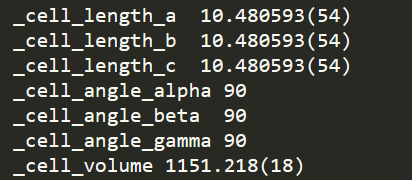 _cell_length_a  10.480593(54)
_cell_length_b  10.480593(54)
_cell_length_c  10.480593(54)
_cell_angle_alpha 90
_cell_angle_beta  90
_cell_angle_gamma 90
_cell_volume 1151.218(18)